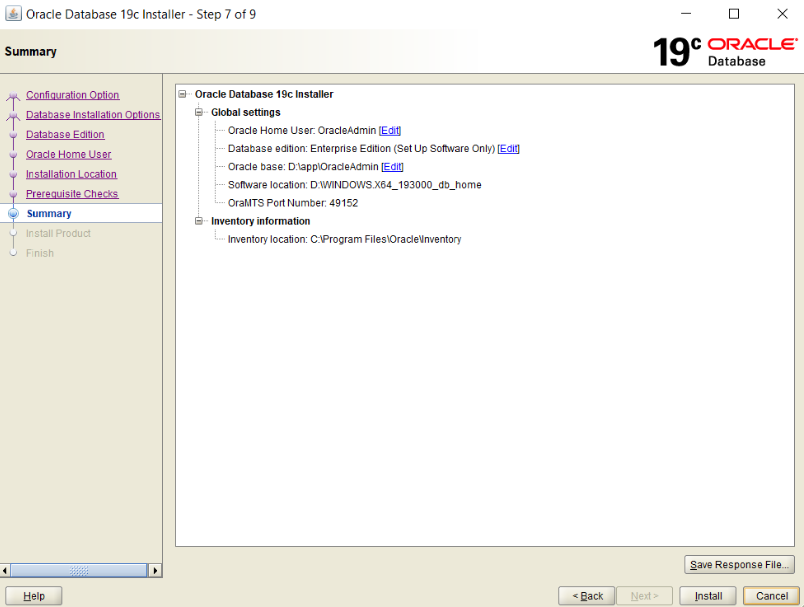 Oracle Database 19c Installer - Step 7 of 9
Summary
19c ORACLE
Database
Configuration Option
Database Installation Options
Database Edition
Oracle Home User
Installation Location
Prerequisite Checks
Summary
Install Product
Finish
Oracle Database 19c Installer
Global settings
Oracle Home User: OracleAdmin [Edit]
Database edition: Enterprise Edition (Set Up Software Only) [Edit]
Oracle base: D:\app\OracleAdmin [Edit]
Software location: D:\WINDOWS.X64_193000_db_home
OraMTS Port Number: 49152
Inventory information
Inventory location: C:\Program Files\Oracle\Inventory
Save Response File...
Help
< Back
Next >
Install
Cancel